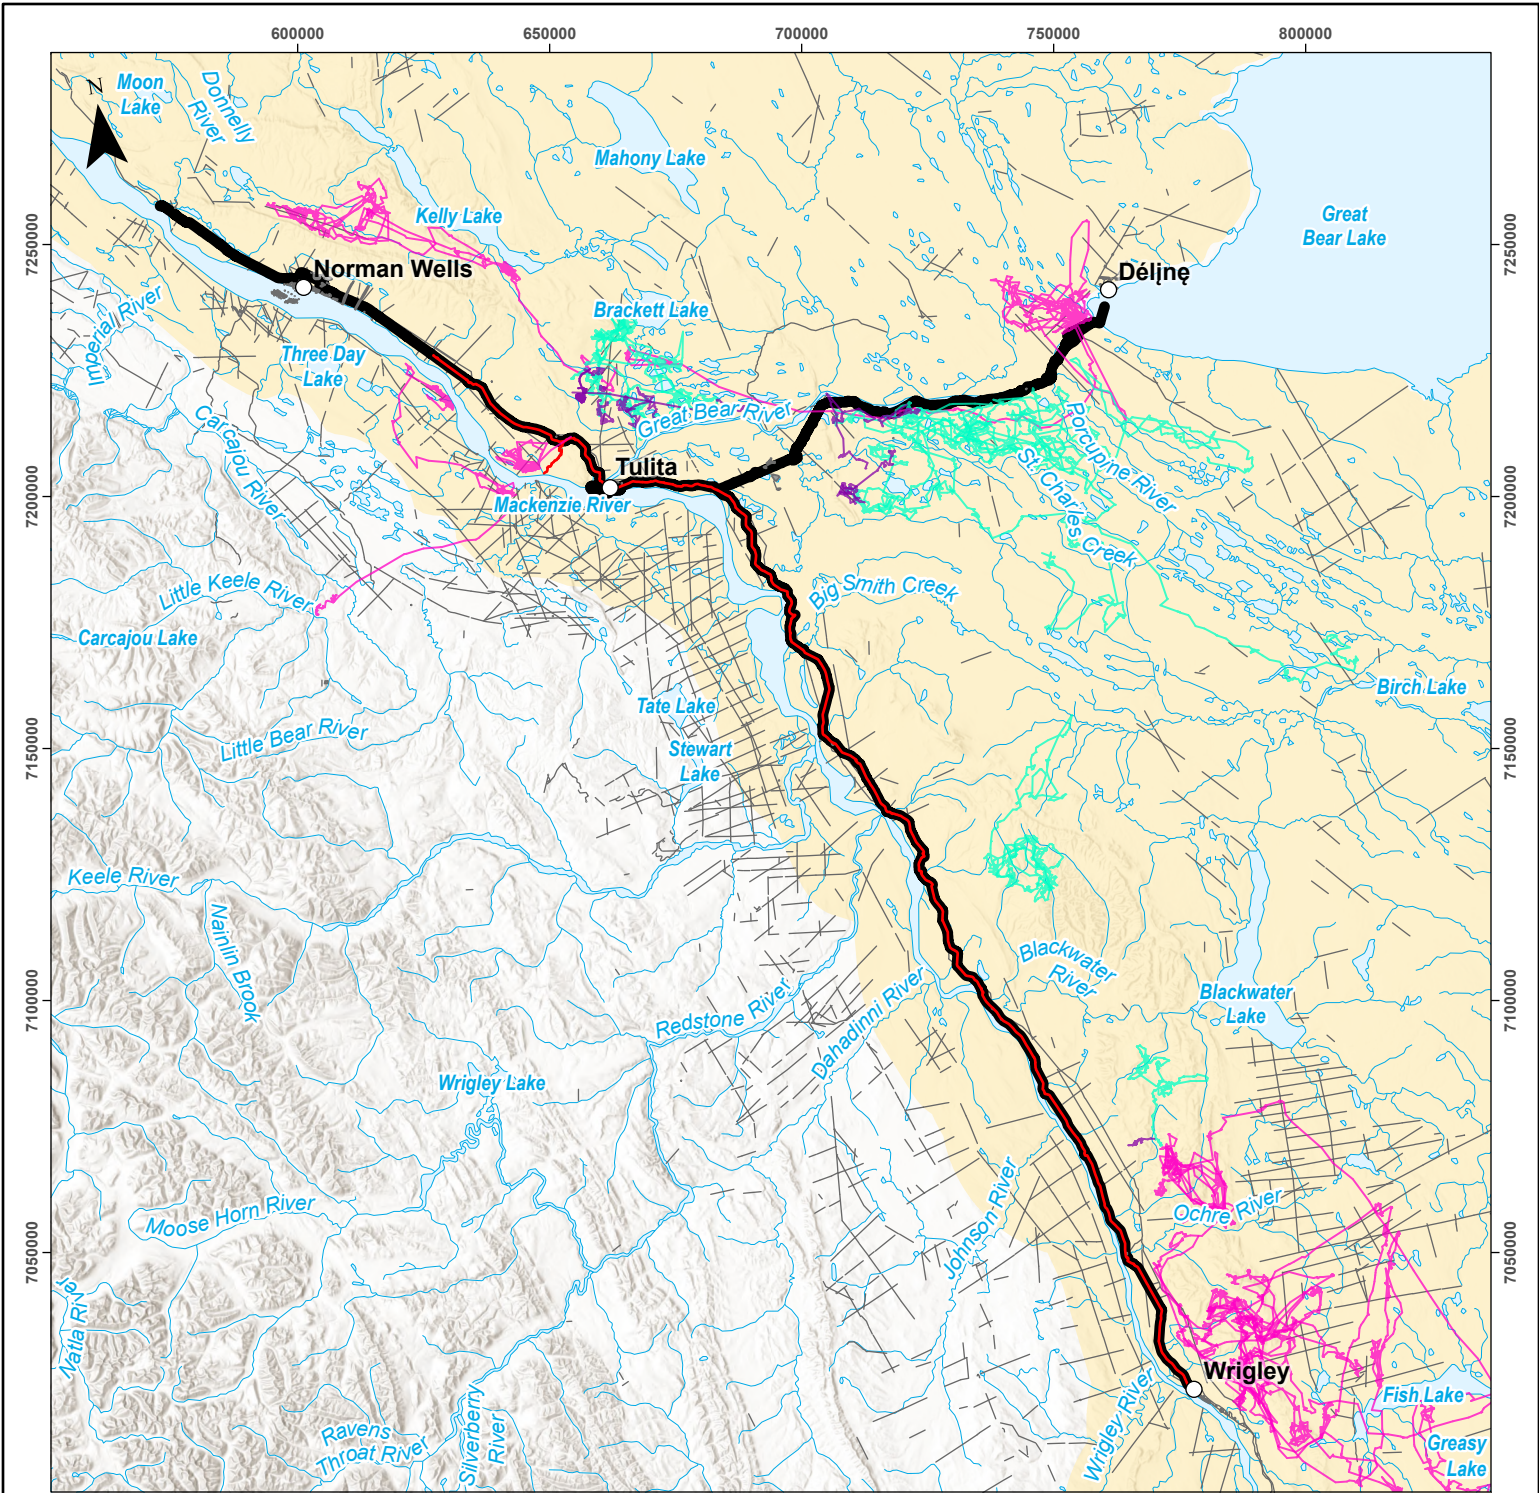 600000 650000 700000 750000 800000
N
Moon
Lake
Donnelly
River
Mahony Lake
Kelly Lake
Great
Bear Lake
7250000
7250000
Norman Wells
Délı̨nę
Imperial River
Brackett Lake
Three Day
Lake
Great Bear River
Carcajou River
Porcupine River
St. Charles Creek
Tulita
7200000
7200000
Mackenzie River
Big Smith Creek
Little Keele River
Carcajou Lake
Birch Lake
Tate Lake
Little Bear River
Stewart
Lake
7150000
7150000
Keele River
Nainlin Brook
Blackwater
River
Blackwater
Lake
7100000
7100000
Redstone River
Dahadinni River
Wrigley Lake
Moose Horn River
Ochre River
Johnson River
7050000
7050000
Natla River
Wrigley
Wrigley River
Fish Lake
Ravens
Throat River
Silverberry
River
Greasy
Lake